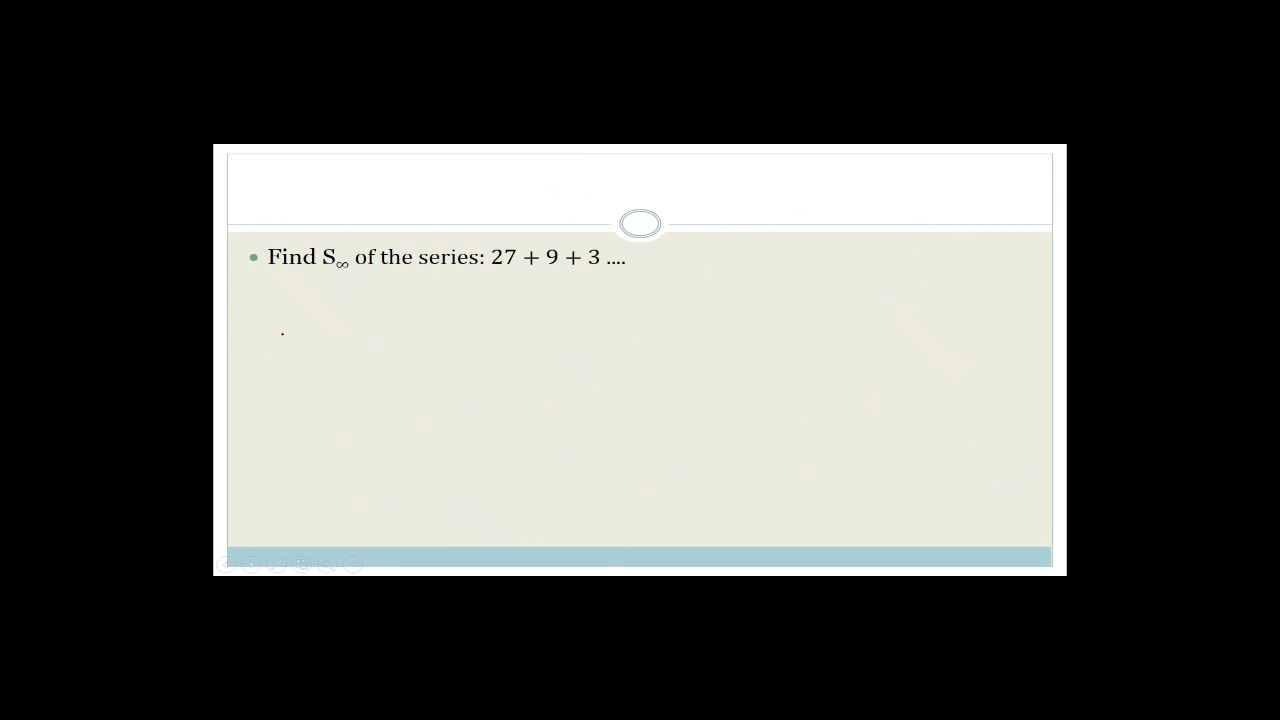 • Find S∞ of the series: 27 + 9 + 3 ....